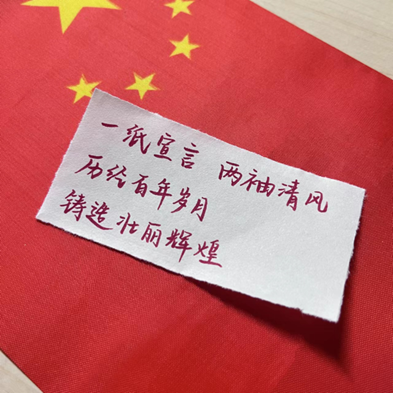 一纸宣言 两袖清风
历经百年岁月
铸造壮丽辉煌